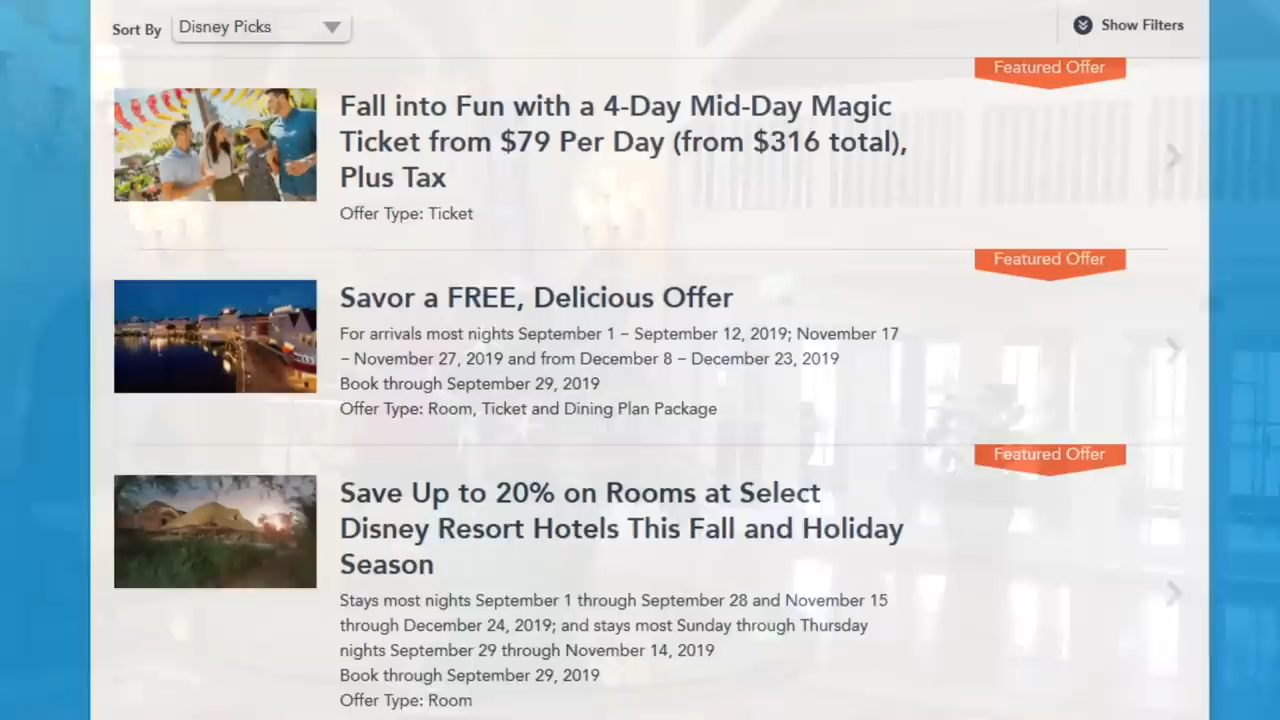 Sort By Disney Picks Show Filters
Featured Offer
Fall into Fun with a 4-Day Mid-Day Magic
Ticket from $79 Per Day (from $316 total),
Plus Tax
Offer Type: Ticket
Featured Offer
Savor a FREE, Delicious Offer
For arrivals most nights September 1 – September 12, 2019; November 17
– November 27, 2019 and from December 8 – December 23, 2019
Book through September 29, 2019
Offer Type: Room, Ticket and Dining Plan Package
Featured Offer
Save Up to 20% on Rooms at Select
Disney Resort Hotels This Fall and Holiday
Season
Stays most nights September 1 through September 28 and November 15
through December 24, 2019; and stays most Sunday through Thursday
nights September 29 through November 14, 2019
Book through September 29, 2019
Offer Type: Room